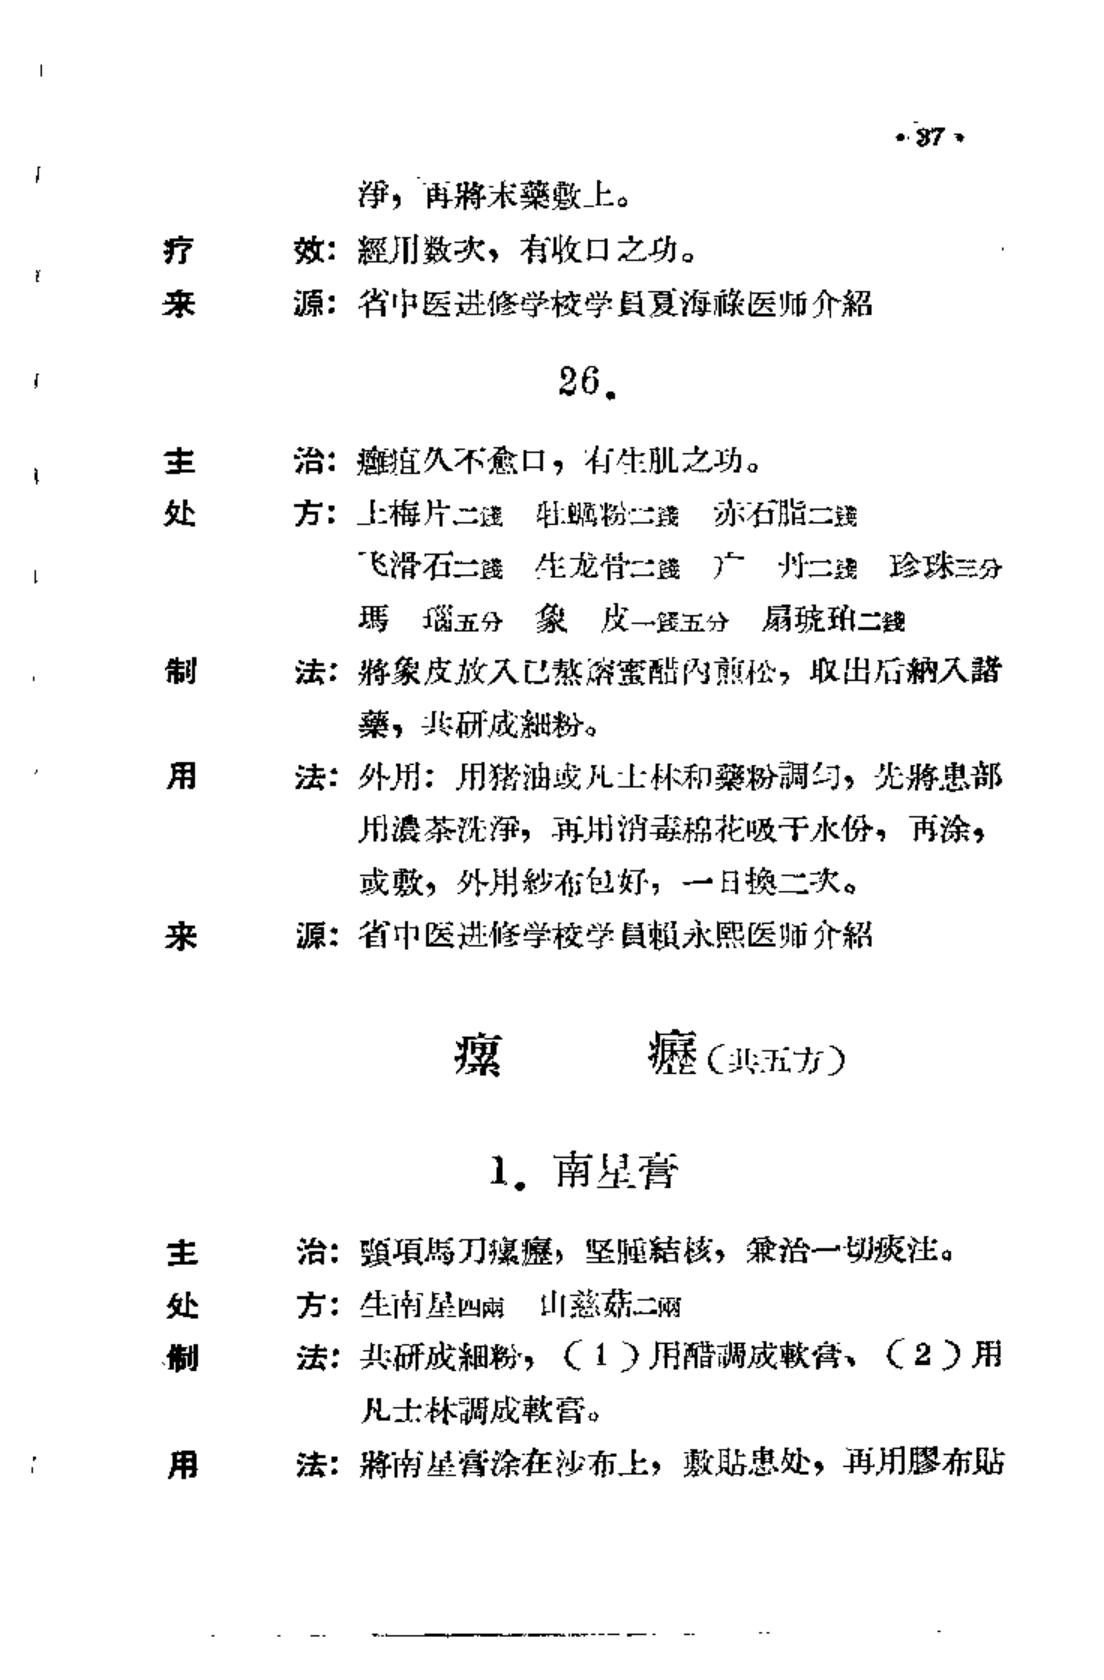 • 37 •
淨，再將末藥敷上。
疗　　效：經用数次，有收口之功。
来　　源：省中医进修学校学員夏海祿医师介紹
26.
主　　治：癰疽久不愈口，有生肌之功。
处　　方：上梅片二錢　牡蠣粉二錢　赤石脂二錢
飞滑石二錢　生龙骨二錢　广　丹二錢　珍珠三分
瑪　瑙五分　象　皮一錢五分　扇琥珀二錢
制　　法：將象皮放入已熬溶蜜醋內煎松，取出后納入諸
藥，共研成細粉。
用　　法：外用：用猪油或凡士林和藥粉調匀，先將患部
用濃茶洗淨，再用消毒棉花吸干水份，再涂，
或敷，外用紗布包好，一日換二次。
来　　源：省中医进修学校学員賴永熙医师介紹
瘰　　癧（共五方）
1. 南星膏
主　　治：頸項馬刀瘰癧，坚腫結核，兼治一切痰注。
处　　方：生南星四兩　山慈菇二兩
制　　法：共研成細粉，（1）用醋調成軟膏、（2）用
凡士林調成軟膏。
用　　法：將南星膏涂在沙布上，敷貼患处，再用膠布貼